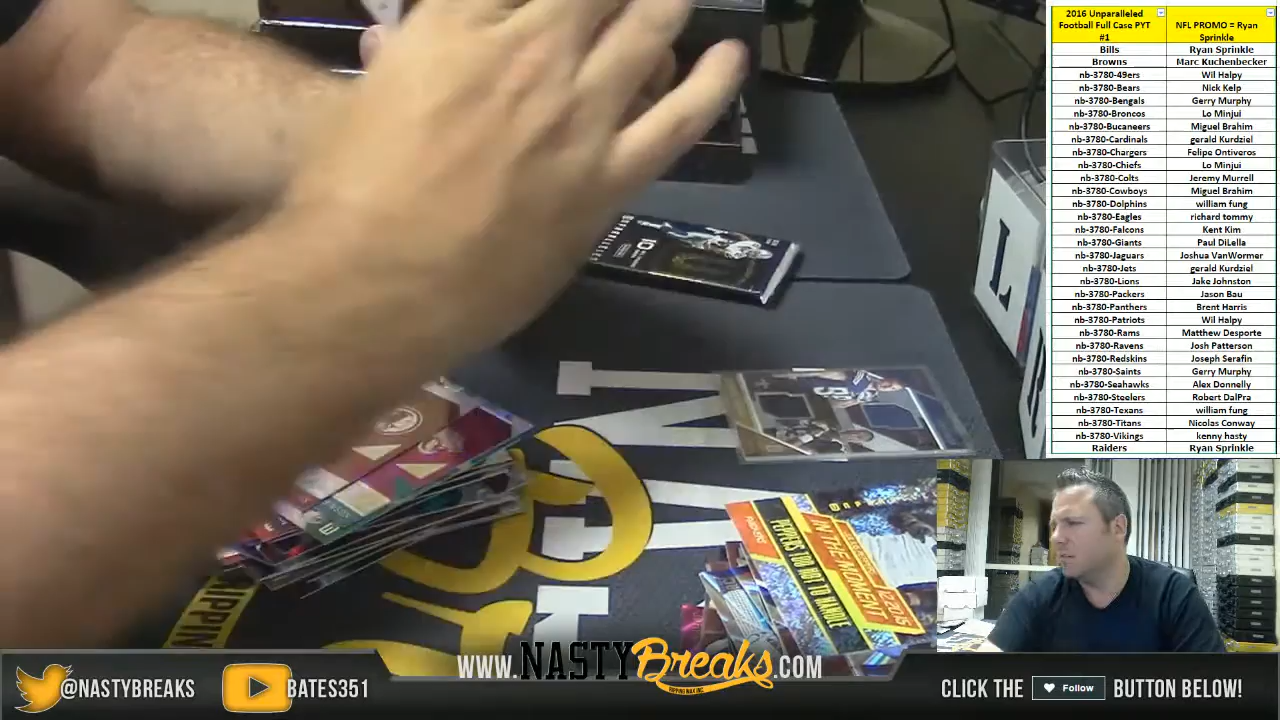 2016 Unparalleled
Football Full Case PYT
#1
NFL PROMO = Ryan
Sprinkle
Bills Ryan Sprinkle
Browns Marc Kuchenbecker
nb-3780-49ers Wil Halpy
nb-3780-Bears Nick Kelp
nb-3780-Bengals Gerry Murphy
nb-3780-Broncos Lo Minjui
nb-3780-Bucaneers Miguel Brahim
nb-3780-Cardinals gerald Kurdziel
nb-3780-Chargers Felipe Ontiveros
nb-3780-Chiefs Lo Minjui
nb-3780-Colts Jeremy Murrell
nb-3780-Cowboys Miguel Brahim
nb-3780-Dolphins william fung
nb-3780-Eagles richard tommy
nb-3780-Falcons Kent Kim
nb-3780-Giants Paul DiLella
nb-3780-Jaguars Joshua VanWormer
nb-3780-Jets gerald Kurdziel
nb-3780-Lions Jake Johnston
nb-3780-Packers Jason Bau
nb-3780-Panthers Brent Harris
nb-3780-Patriots Wil Halpy
nb-3780-Rams Matthew Desporte
nb-3780-Ravens Josh Patterson
nb-3780-Redskins Joseph Serafin
nb-3780-Saints Gerry Murphy
nb-3780-Seahawks Alex Donnelly
nb-3780-Steelers Robert DalPra
nb-3780-Texans william fung
nb-3780-Titans Nicolas Conway
nb-3780-Vikings kenny hasty
Raiders Ryan Sprinkle
10
L
IN THE MOMENT
PEPPERS TOO HOT TO HANDLE
@NASTYBREAKS
BATES351
WWW.NASTYBreaks.COM
RIPPING WAX INC.
CLICK THE Follow BUTTON BELOW!